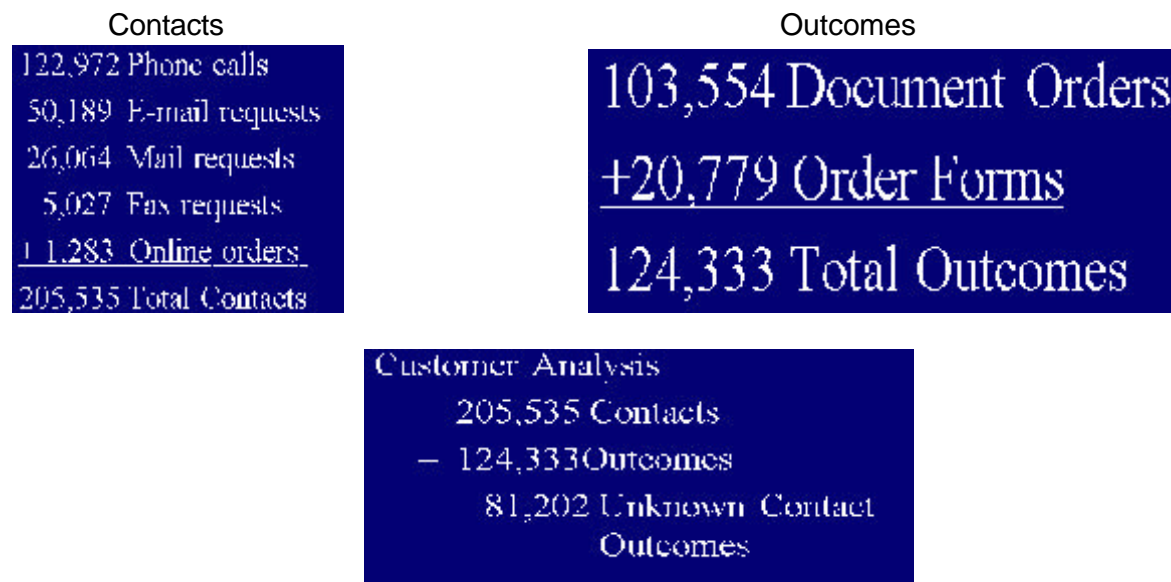 Contacts
122,972 Phone calls
50,189 E-mail requests
26,064 Mail requests
5,027 Fax requests
+ 1,283 Online orders
205,535 Total Contacts
Outcomes
103,554 Document Orders
+20,779 Order Forms
124,333 Total Outcomes
Customer Analysis
205,535 Contacts
– 124,333Outcomes
81,202 Unknown Contact
Outcomes